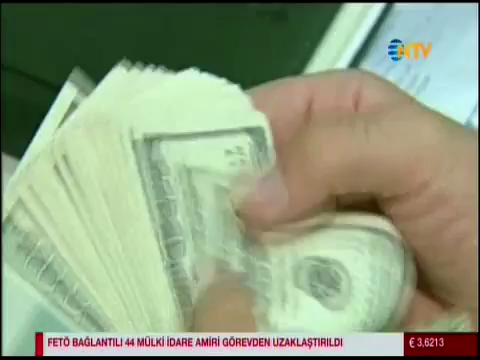 NTV
FETÖ BAĞLANTILI 44 MÜLKİ İDARE AMİRİ GÖREVDEN UZAKLAŞTIRILDI
€ 3,6213